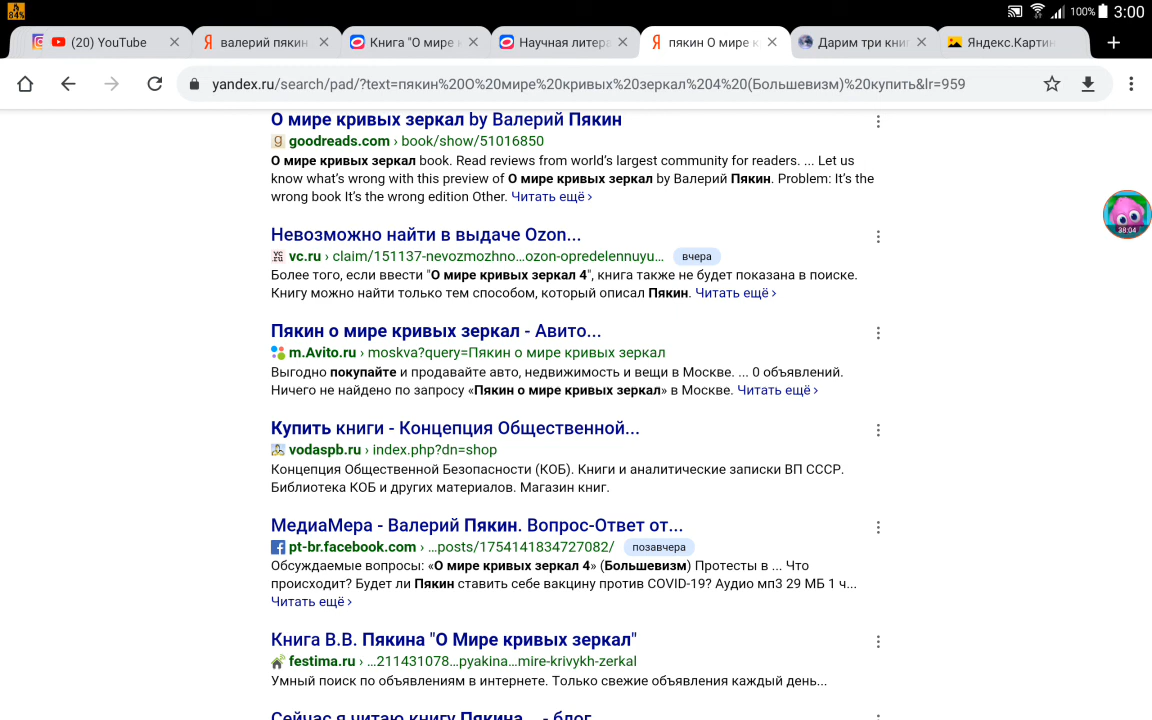 84%
100%
3:00
(20) YouTube
валерий пякин
Книга "О мире к
Научная литера
пякин О мире к
Дарим три книг
Яндекс.Картин
yandex.ru/search/pad/?text=пякин%20О%20мире%20кривых%20зеркал%204%20(Большевизм)%20купить&lr=959
О мире кривых зеркал by Валерий Пякин
goodreads.com › book/show/51016850
О мире кривых зеркал book. Read reviews from world's largest community for readers. ... Let us
know what's wrong with this preview of О мире кривых зеркал by Валерий Пякин. Problem: It's the
wrong book It's the wrong edition Other. Читать ещё ›
38:04
Невозможно найти в выдаче Ozon...
vc.ru › claim/151137-nevozmozhno…ozon-opredelennuyu… вчера
Более того, если ввести "О мире кривых зеркал 4", книга также не будет показана в поиске.
Книгу можно найти только тем способом, который описал Пякин. Читать ещё ›
Пякин о мире кривых зеркал - Авито...
m.Avito.ru › moskva?query=Пякин о мире кривых зеркал
Выгодно покупайте и продавайте авто, недвижимость и вещи в Москве. ... 0 объявлений.
Ничего не найдено по запросу «Пякин о мире кривых зеркал» в Москве. Читать ещё ›
Купить книги - Концепция Общественной...
vodaspb.ru › index.php?dn=shop
Концепция Общественной Безопасности (КОБ). Книги и аналитические записки ВП СССР.
Библиотека КОБ и других материалов. Магазин книг.
МедиаМера - Валерий Пякин. Вопрос-Ответ от...
pt-br.facebook.com › …posts/1754141834727082/ позавчера
Обсуждаемые вопросы: «О мире кривых зеркал 4» (Большевизм) Протесты в ... Что
происходит? Будет ли Пякин ставить себе вакцину против COVID-19? Аудио мп3 29 МБ 1 ч...
Читать ещё ›
Книга В.В. Пякина "О Мире кривых зеркал"
festima.ru › …211431078…pyakina…mire-krivykh-zerkal
Умный поиск по объявлениям в интернете. Только свежие объявления каждый день...
Сейчас я читаю книгу Пякина... - блог